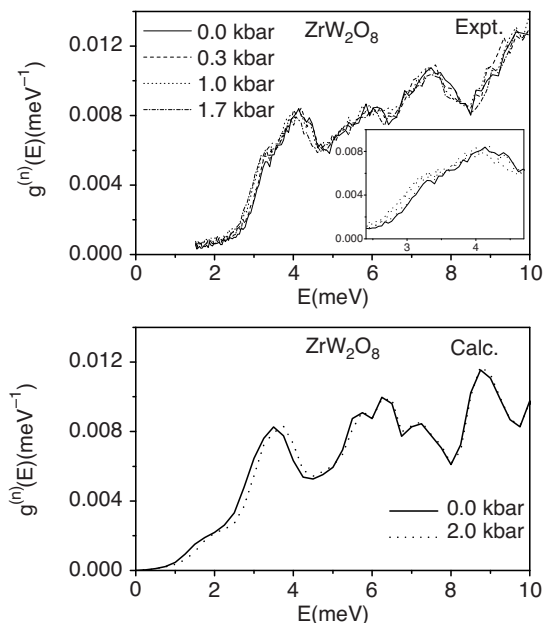 0.012
0.008
0.004
0.000
g⁽ⁿ⁾(E)(meV⁻¹)
0.0 kbar
0.3 kbar
1.0 kbar
1.7 kbar
ZrW₂O₈
Expt.
0.008
0.004
0.000
3 4
0 2 4 6 8 10
E(meV)
ZrW₂O₈
Calc.
0.012
0.008
0.004
0.000
g⁽ⁿ⁾(E)(meV⁻¹)
0.0 kbar
2.0 kbar
0 2 4 6 8 10
E(meV)